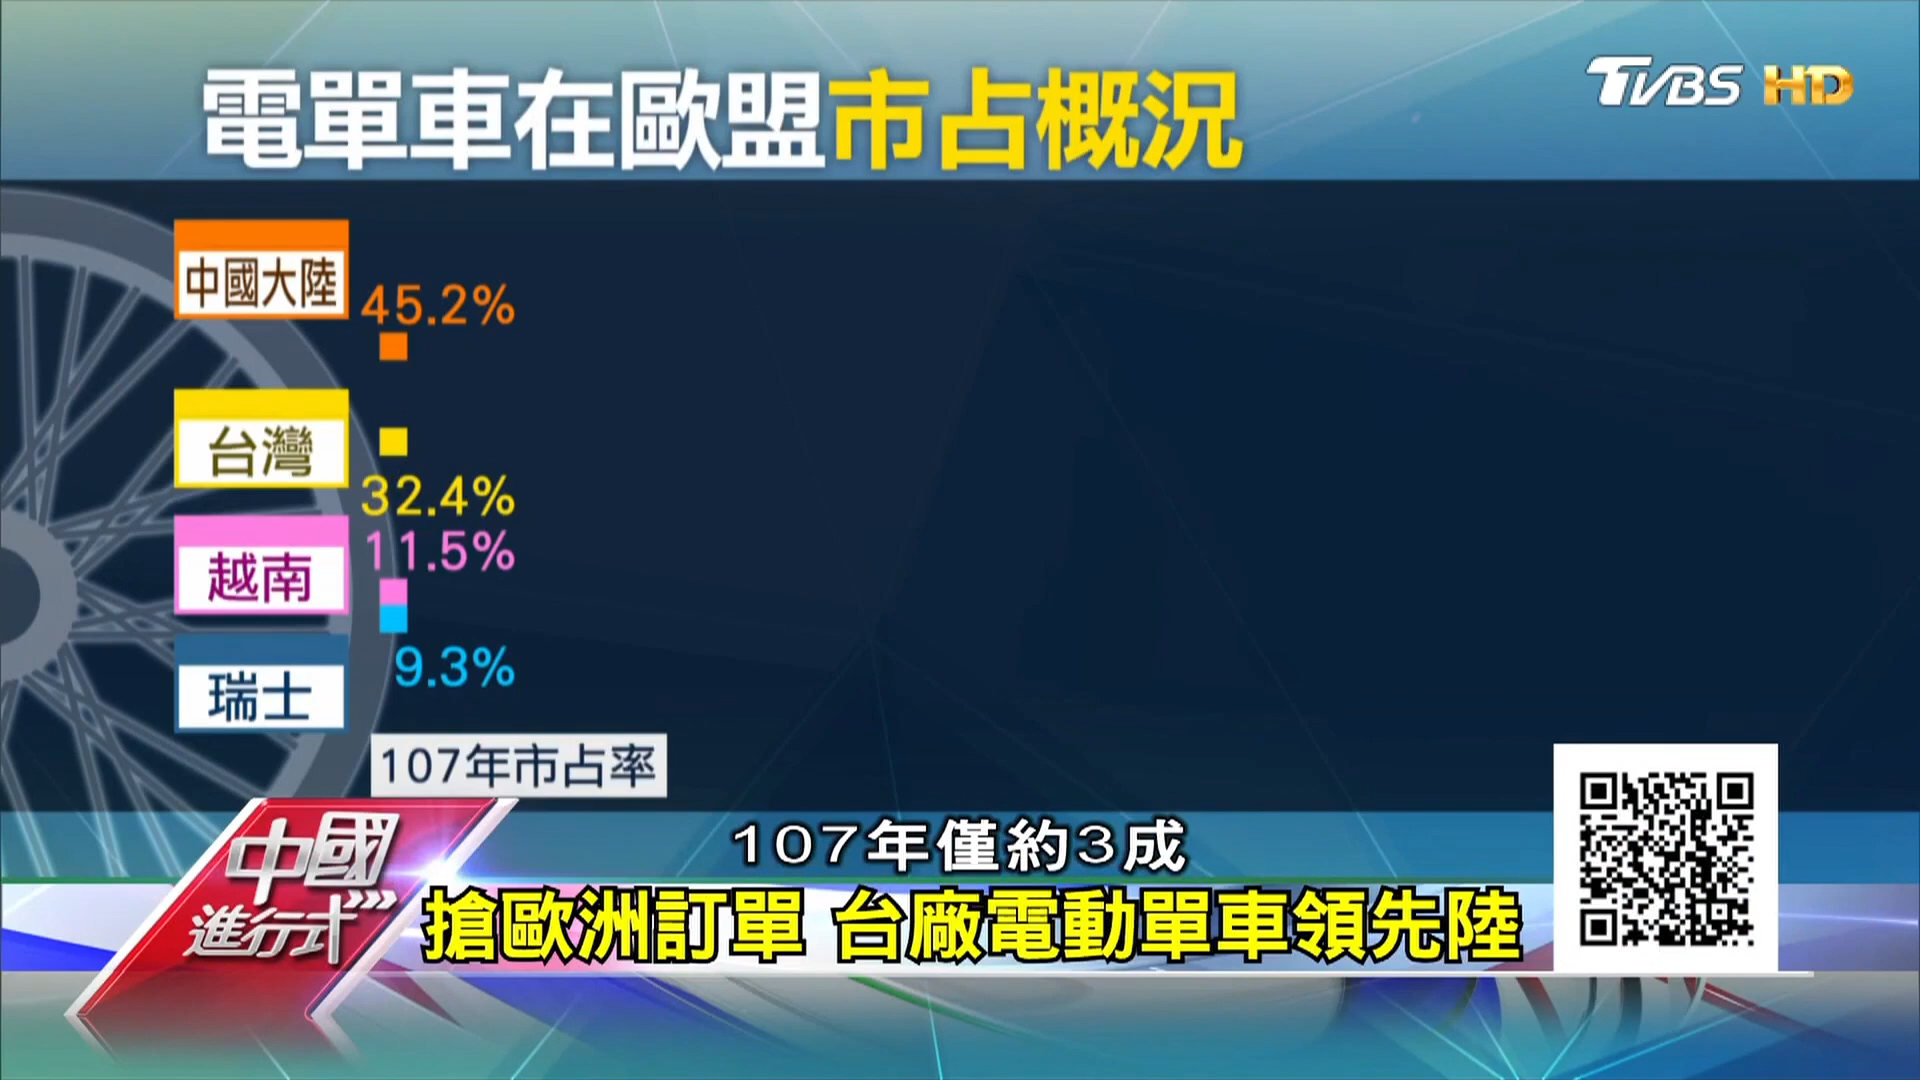 電單車在歐盟市占概況
TVBS HD
中國大陸
45.2%
台灣
32.4%
越南
11.5%
瑞士
9.3%
107年市占率
107年僅約3成
中國進行式
搶歐洲訂單 台廠電動單車領先陸